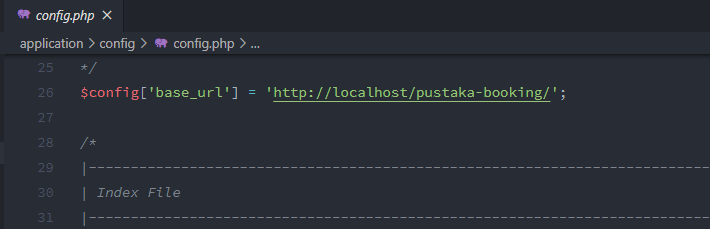 config.php ×
application > config > config.php > ...
25 */
26 $config['base_url'] = 'http://localhost/pustaka-booking/';
27
28 /*
29 |--------------------------------------------------------------------------
30 | Index File
31 |--------------------------------------------------------------------------